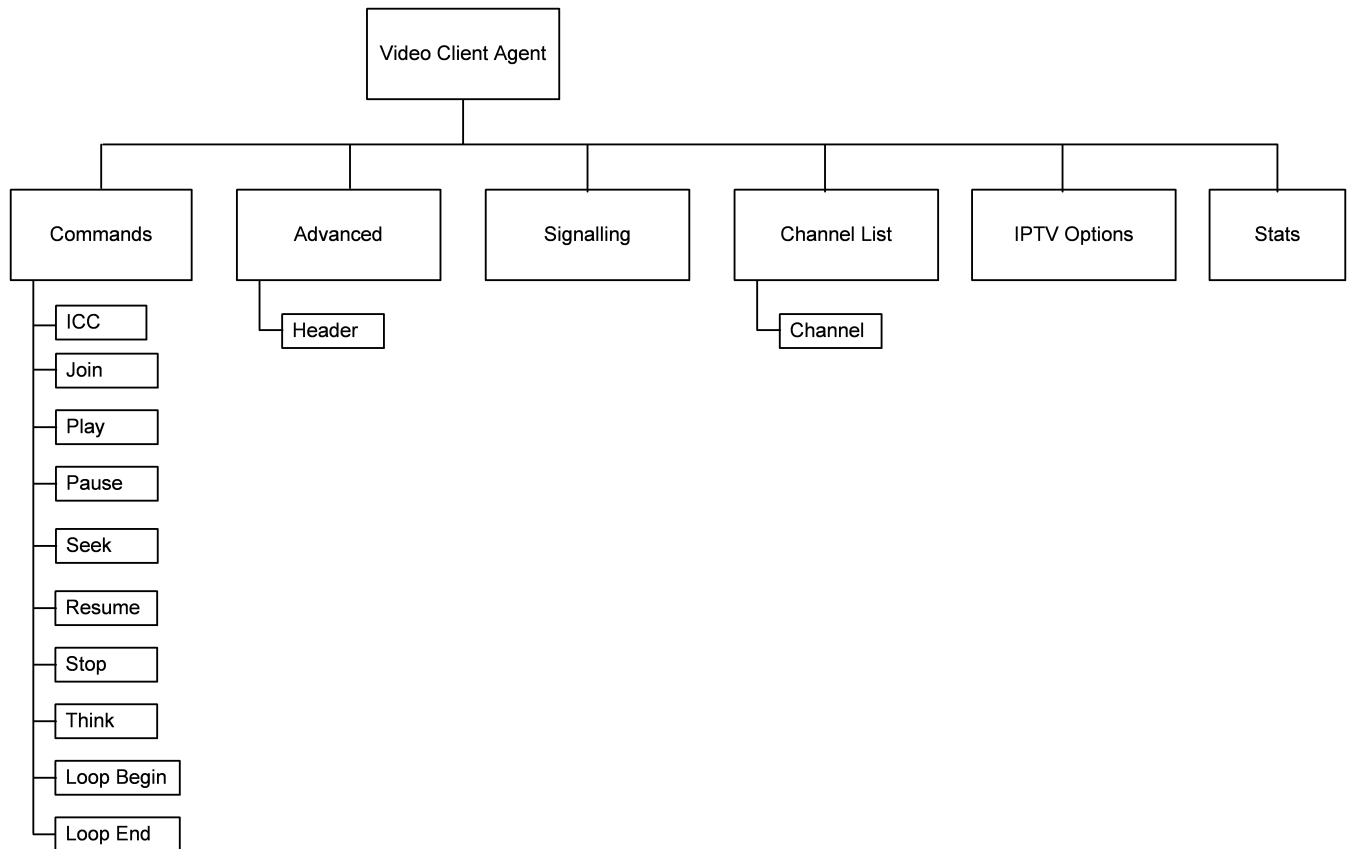 Video Client Agent
Commands
Advanced
Signalling
Channel List
IPTV Options
Stats
ICC
Join
Play
Pause
Seek
Resume
Stop
Think
Loop Begin
Loop End
Header
Channel